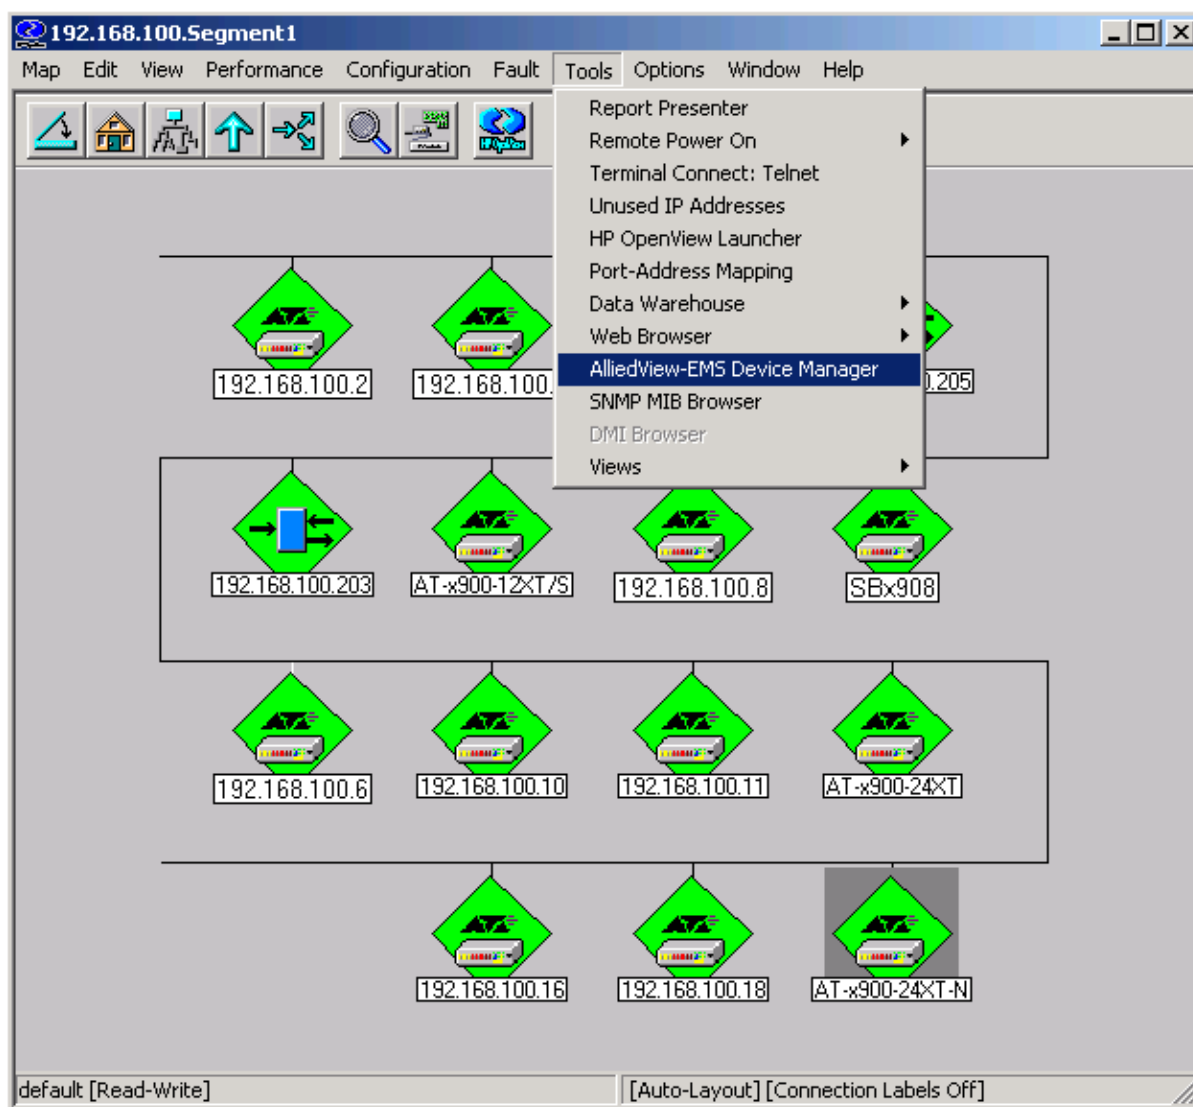 192.168.100.Segment1
Map Edit View Performance Configuration Fault Tools Options Window Help
Report Presenter
Remote Power On
Terminal Connect: Telnet
Unused IP Addresses
HP OpenView Launcher
Port-Address Mapping
Data Warehouse
Web Browser
AlliedView-EMS Device Manager
SNMP MIB Browser
DMI Browser
Views
192.168.100.2 192.168.100. 0.205
192.168.100.203 AT-x900-12XT/S 192.168.100.8 SBx908
192.168.100.6 192.168.100.10 192.168.100.11 AT-x900-24XT
192.168.100.16 192.168.100.18 AT-x900-24XT-N
default [Read-Write] [Auto-Layout] [Connection Labels Off]